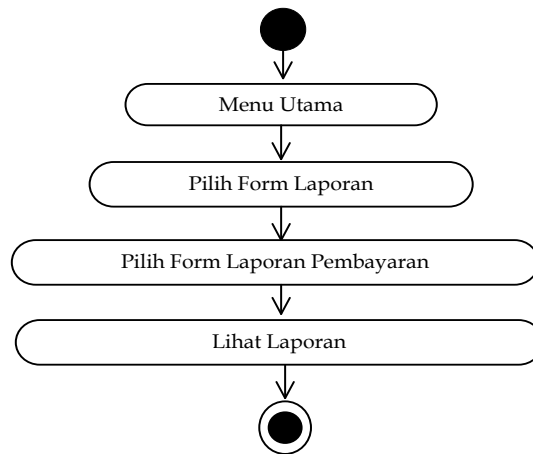 Menu Utama
Pilih Form Laporan
Pilih Form Laporan Pembayaran
Lihat Laporan